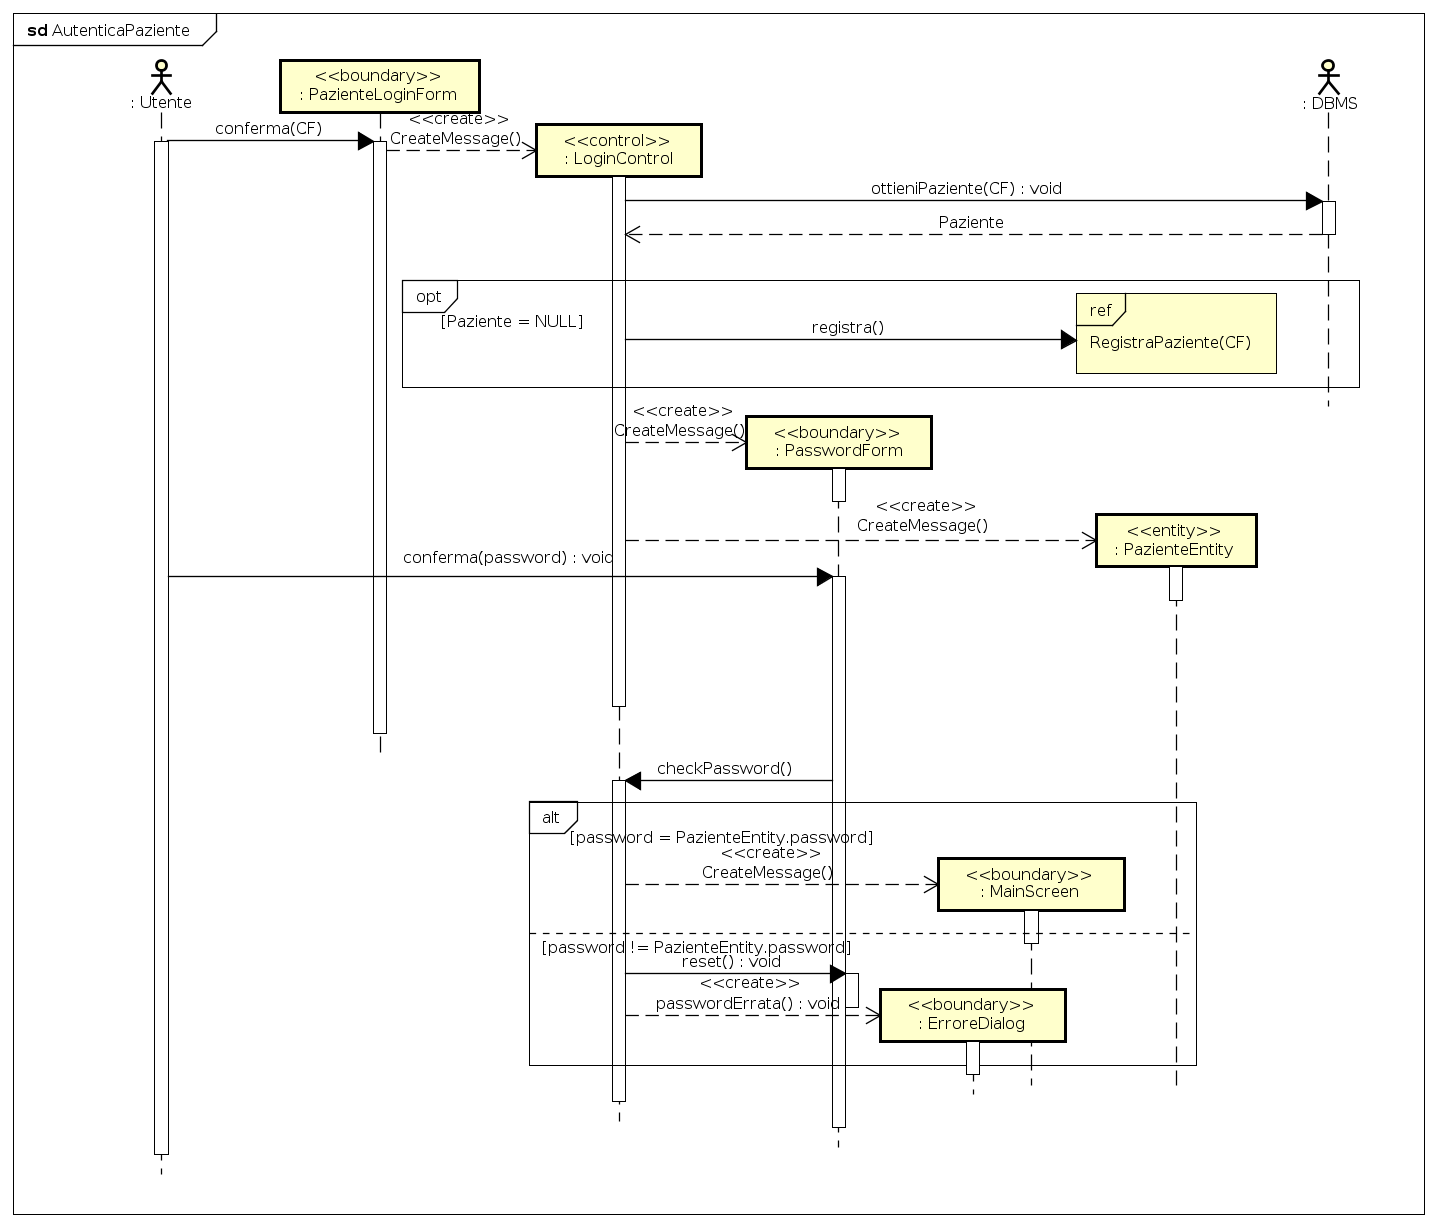 sd AutenticaPaziente
: Utente
<<boundary>>
: PazienteLoginForm
: DBMS
conferma(CF)
<<create>>
CreateMessage()
<<control>>
: LoginControl
ottieniPaziente(CF) : void
Paziente
opt
[Paziente = NULL]
registra()
ref
RegistraPaziente(CF)
<<create>>
CreateMessage()
<<boundary>>
: PasswordForm
<<create>>
CreateMessage()
<<entity>>
: PazienteEntity
conferma(password) : void
checkPassword()
alt
[password = PazienteEntity.password]
<<create>>
CreateMessage()
<<boundary>>
: MainScreen
[password != PazienteEntity.password]
reset() : void
<<create>>
passwordErrata() : void
<<boundary>>
: ErroreDialog